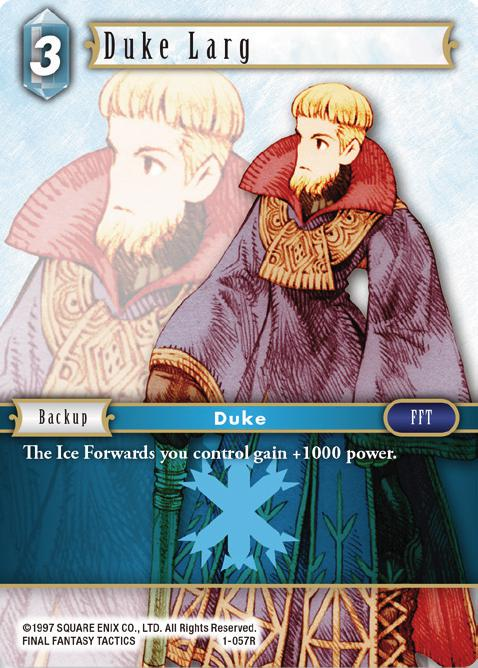 3
Duke Larg
Backup
Duke
FFT
The Ice Forwards you control gain +1000 power.
©1997 SQUARE ENIX CO., LTD. All Rights Reserved.
FINAL FANTASY TACTICS 1-057R